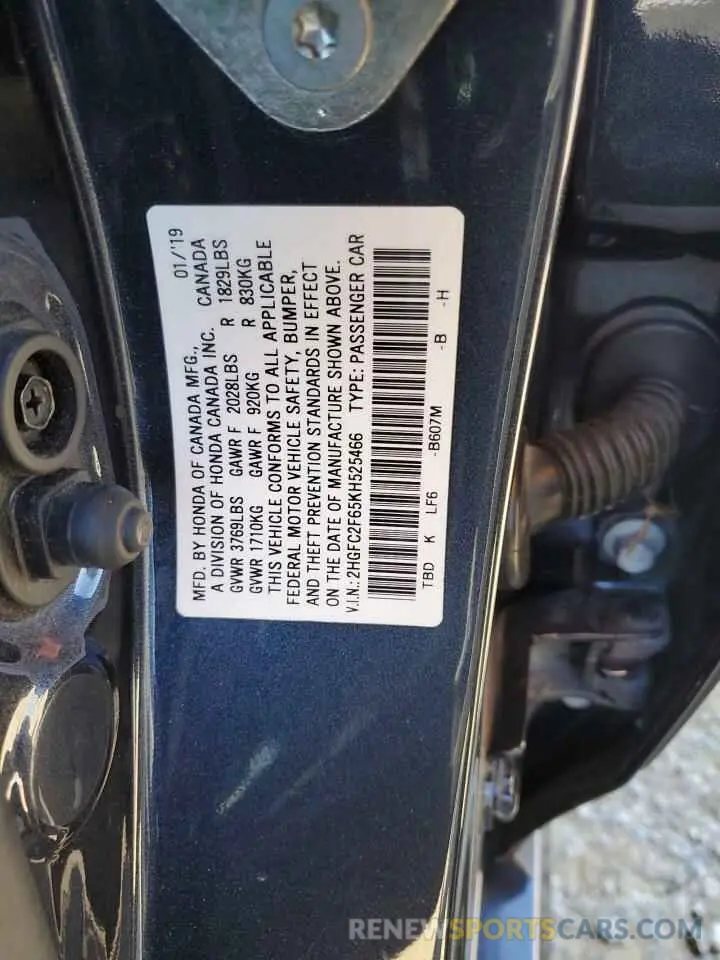 01/'19
MFD. BY HONDA OF CANADA MFG., CANADA
A DIVISION OF HONDA CANADA INC.
GVWR 3769LBS GAWR F 2028LBS R 1829LBS
GVWR 1710KG GAWR F 920KG R 830KG
THIS VEHICLE CONFORMS TO ALL APPLICABLE
FEDERAL MOTOR VEHICLE SAFETY, BUMPER,
AND THEFT PREVENTION STANDARDS IN EFFECT
ON THE DATE OF MANUFACTURE SHOWN ABOVE.
V.I.N.: 2HGFC2F65KH525466 TYPE: PASSENGER CAR
TBD K LF6 -B607M -B -H
RENEWSPORTSCARS.COM